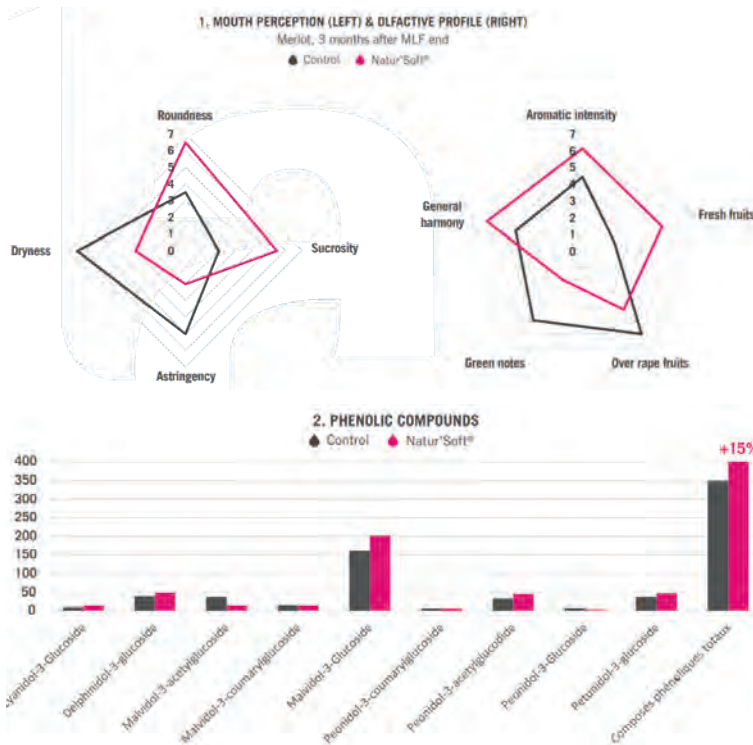 1. MOUTH PERCEPTION (LEFT) & OLFACTIVE PROFILE (RIGHT)
Merlot, 3 months after MLF end
Control Natur'Soft®
Roundness
7
6
5
4
3
2
1
0
Dryness
Sucrosity
Astringency
Aromatic intensity
7
6
5
4
3
2
1
0
General
harmony
Fresh fruits
Green notes
Over rape fruits
2. PHENOLIC COMPOUNDS
Control Natur'Soft®
+15%
400
350
300
250
200
150
100
50
0
yanidol-3-Glucoside
Delphinidol-3-glucoside
Malvidol-3-acetylglucoside
Malvidol-3-coumarylglucoside
Malvidol-3-Glucoside
Peonidol-3-coumarylglucoside
Peonidol-3-acetylglucodide
Peonidol-3-Glucoside
Petunidol-3-glucoside
Composés phénoliques totaux